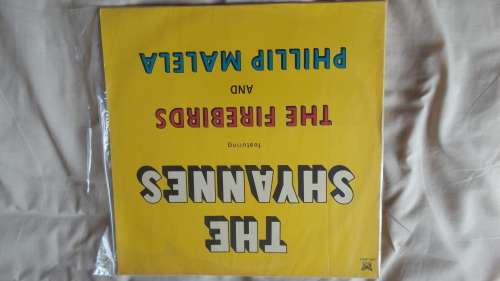 THE
SHYANNES
featuring
THE FIREBIRDS
AND
PHILLIP MALELA